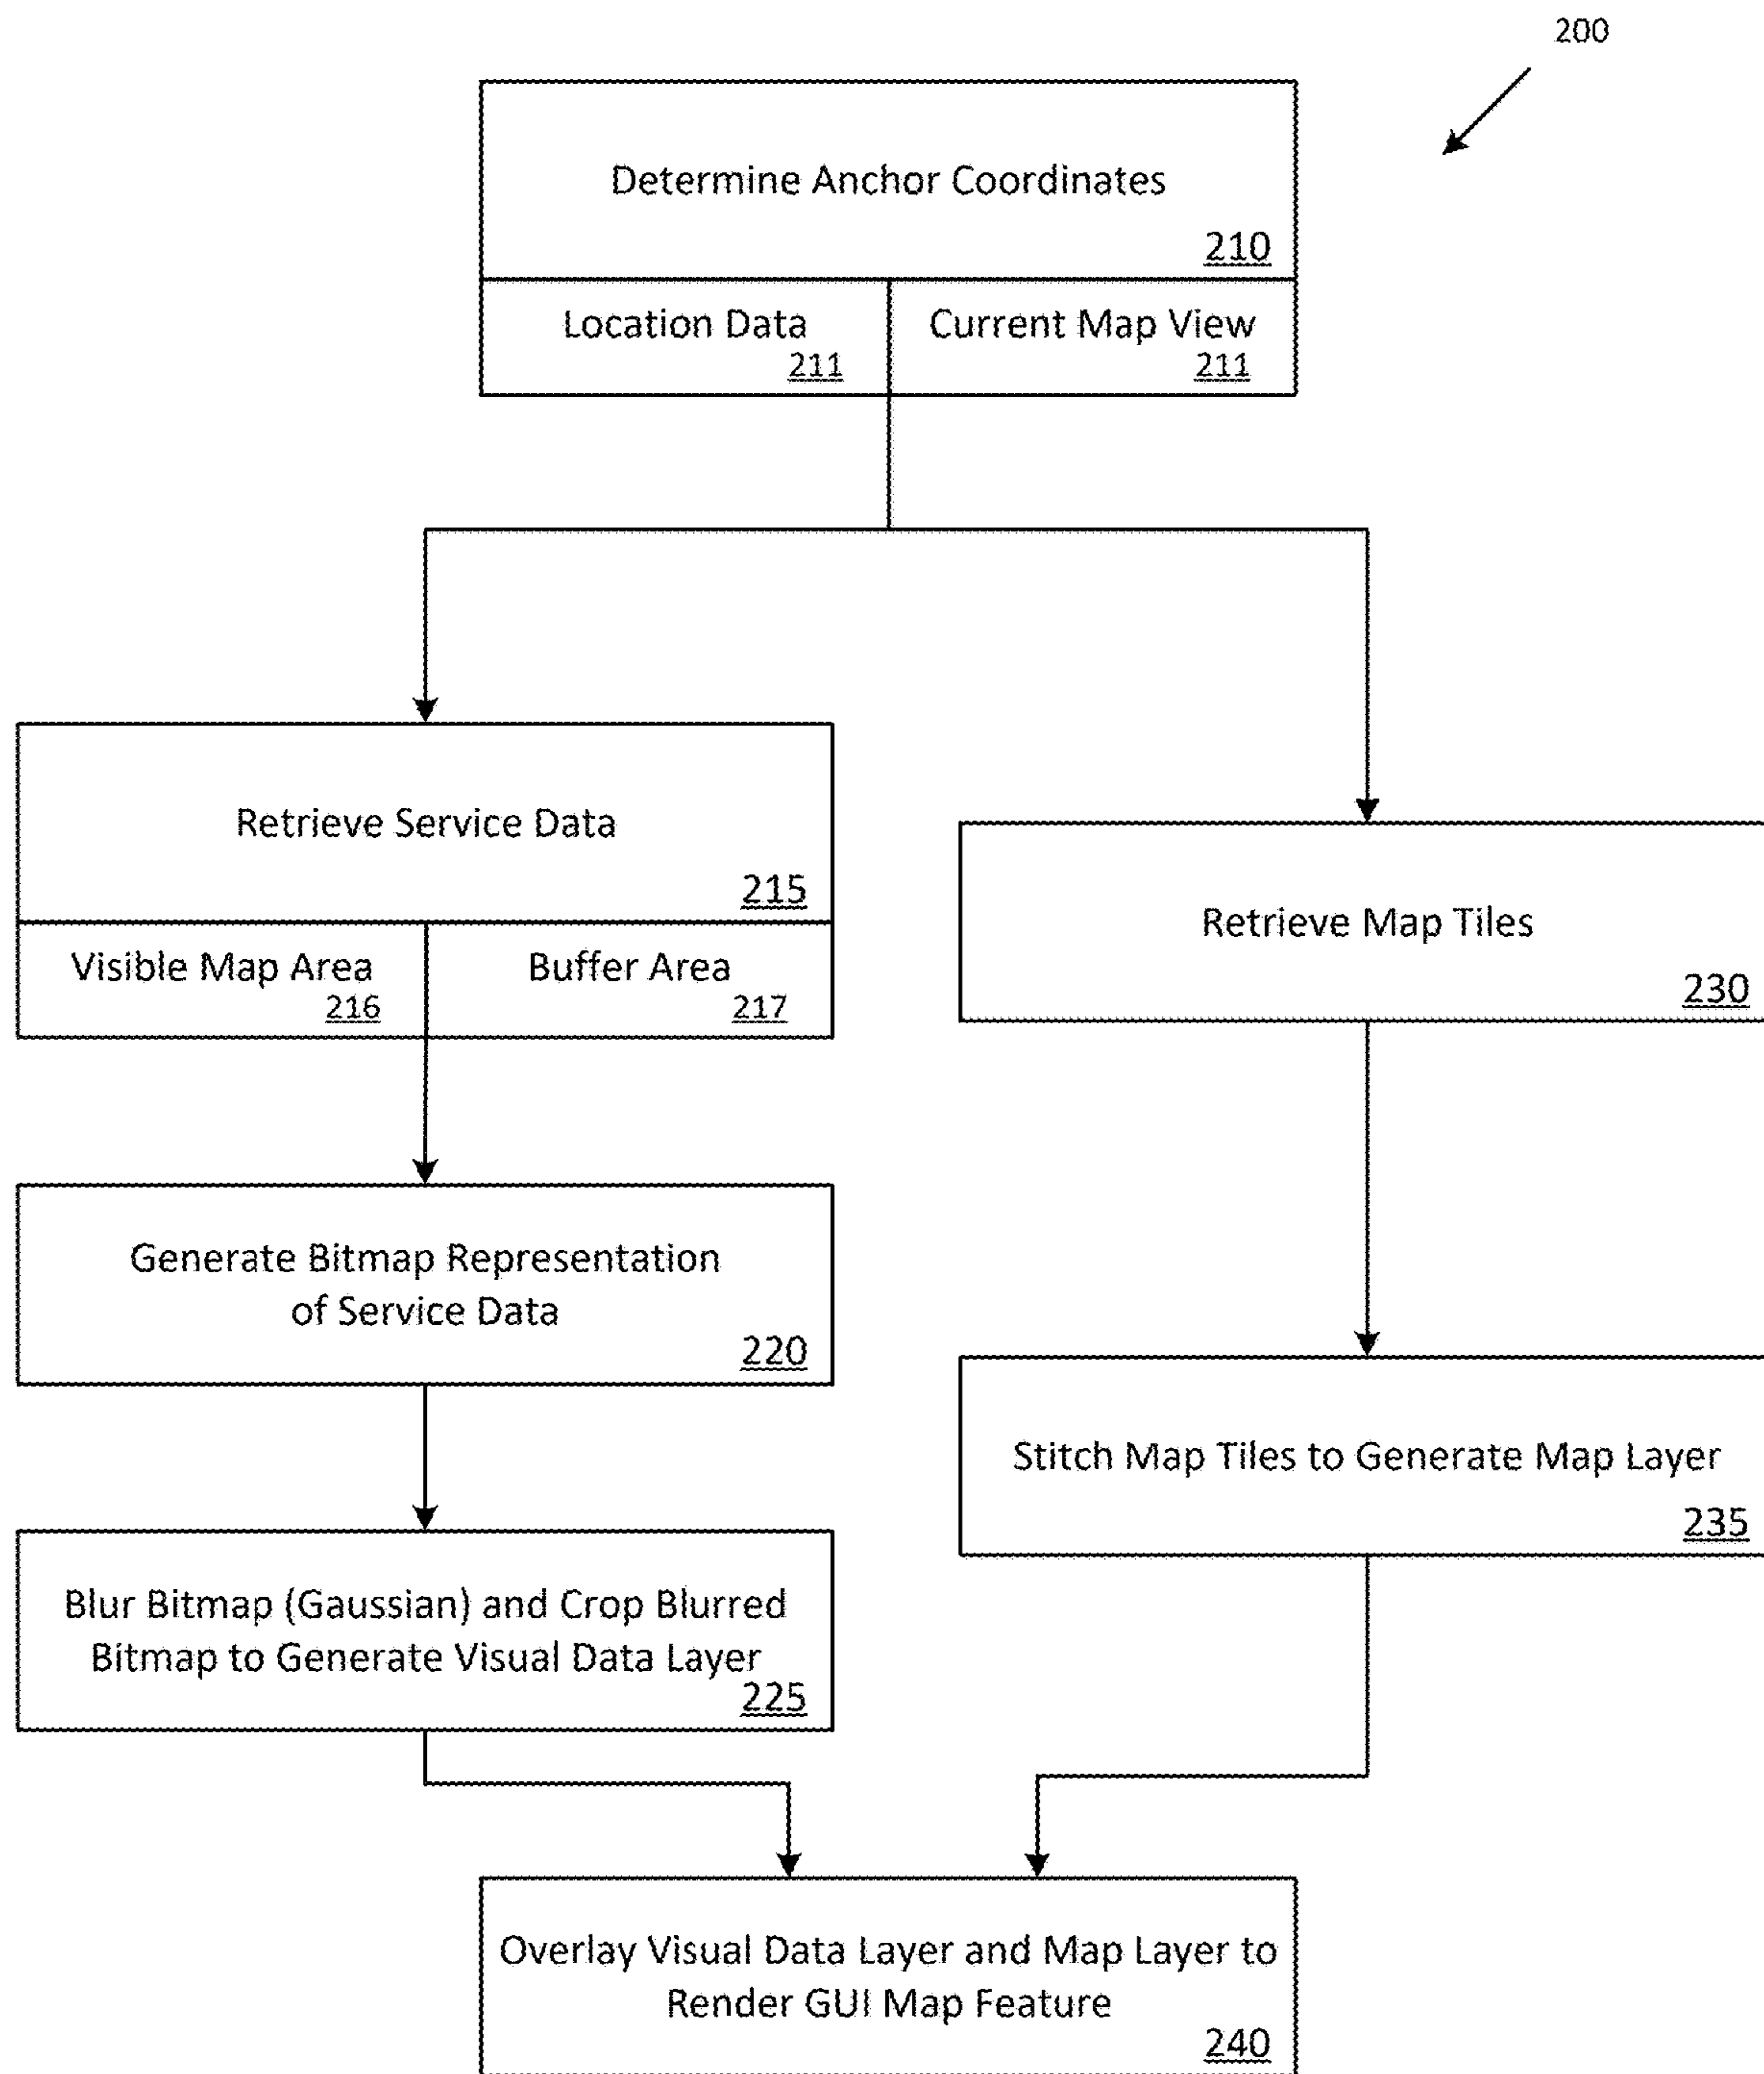 200
Determine Anchor Coordinates
210
Location Data
211
Current Map View
211
Retrieve Service Data
215
Visible Map Area
216
Buffer Area
217
Retrieve Map Tiles
230
Generate Bitmap Representation
of Service Data
220
Stitch Map Tiles to Generate Map Layer
235
Blur Bitmap (Gaussian) and Crop Blurred
Bitmap to Generate Visual Data Layer
225
Overlay Visual Data Layer and Map Layer to
Render GUI Map Feature
240